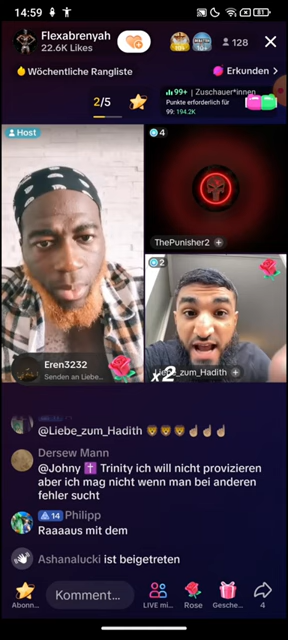 14:59
81
Flexabrenyah
22.6K Likes
128
Wöchentliche Rangliste
Erkunden >
2/5
99+ | Zuschauer*innen
Punkte erforderlich für
99: 194.2K
Host
4
ThePunisher2 +
2
Eren3232
Senden an Liebe...
x2
Liebe_zum_Hadith +
@Liebe_zum_Hadith 🦁🦁🦁☝🏼☝🏼☝🏼
Dersew Mann
@Johny ✝️ Trinity ich will nicht provizieren
aber ich mag nicht wenn man bei anderen
fehler sucht
14 Philipp
Raaaaus mit dem
Ashanalucki ist beigetreten
Abonn...
Komment...
LIVE mi...
Rose
Gesche...
4